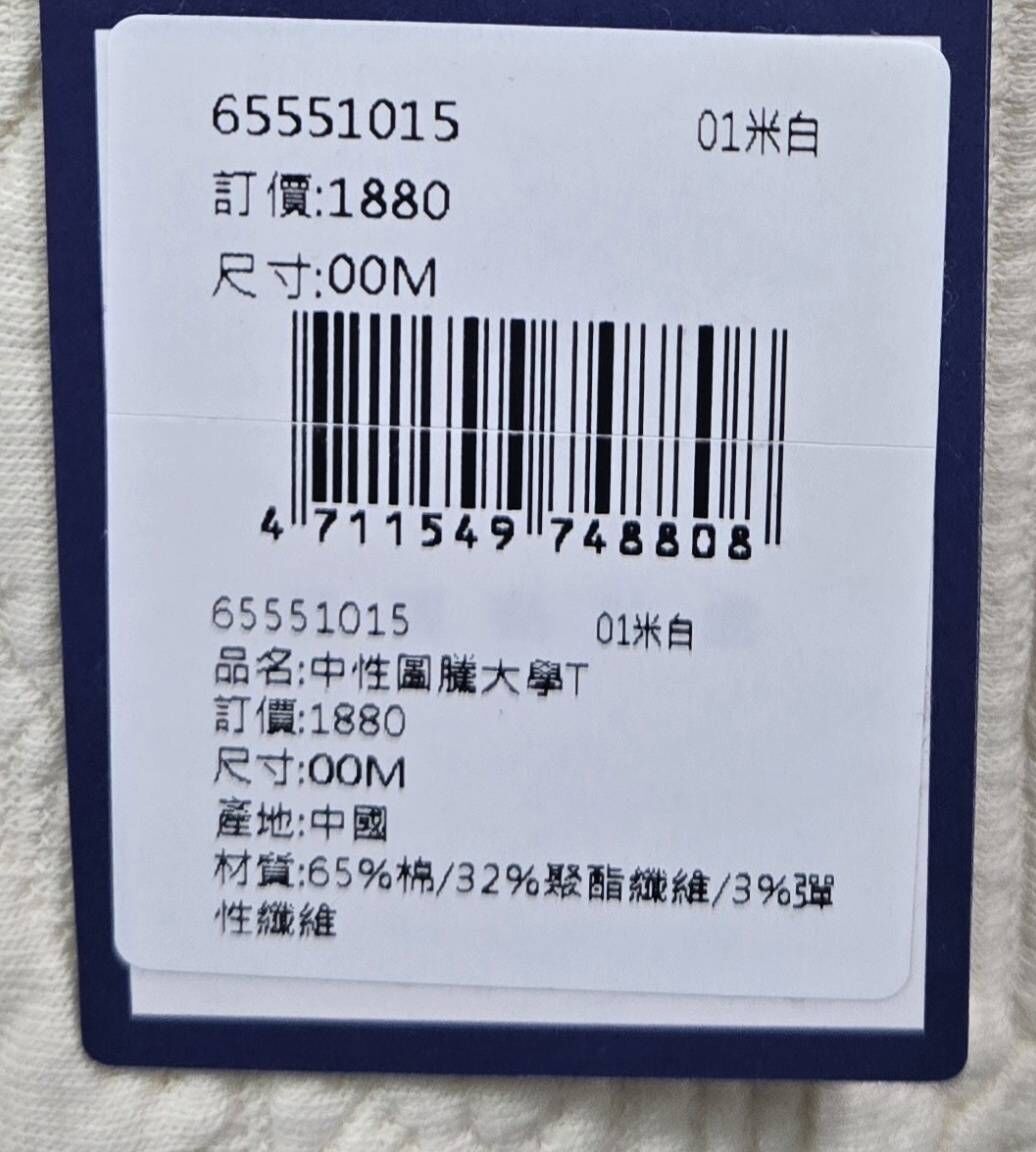 65551015 01米白
訂價:1880
尺寸:00M
4 711549 748808
65551015 01米白
品名:中性圖騰大學T
訂價:1880
尺寸:00M
產地:中國
材質:65%棉/32%聚酯纖維/3%彈
性纖維